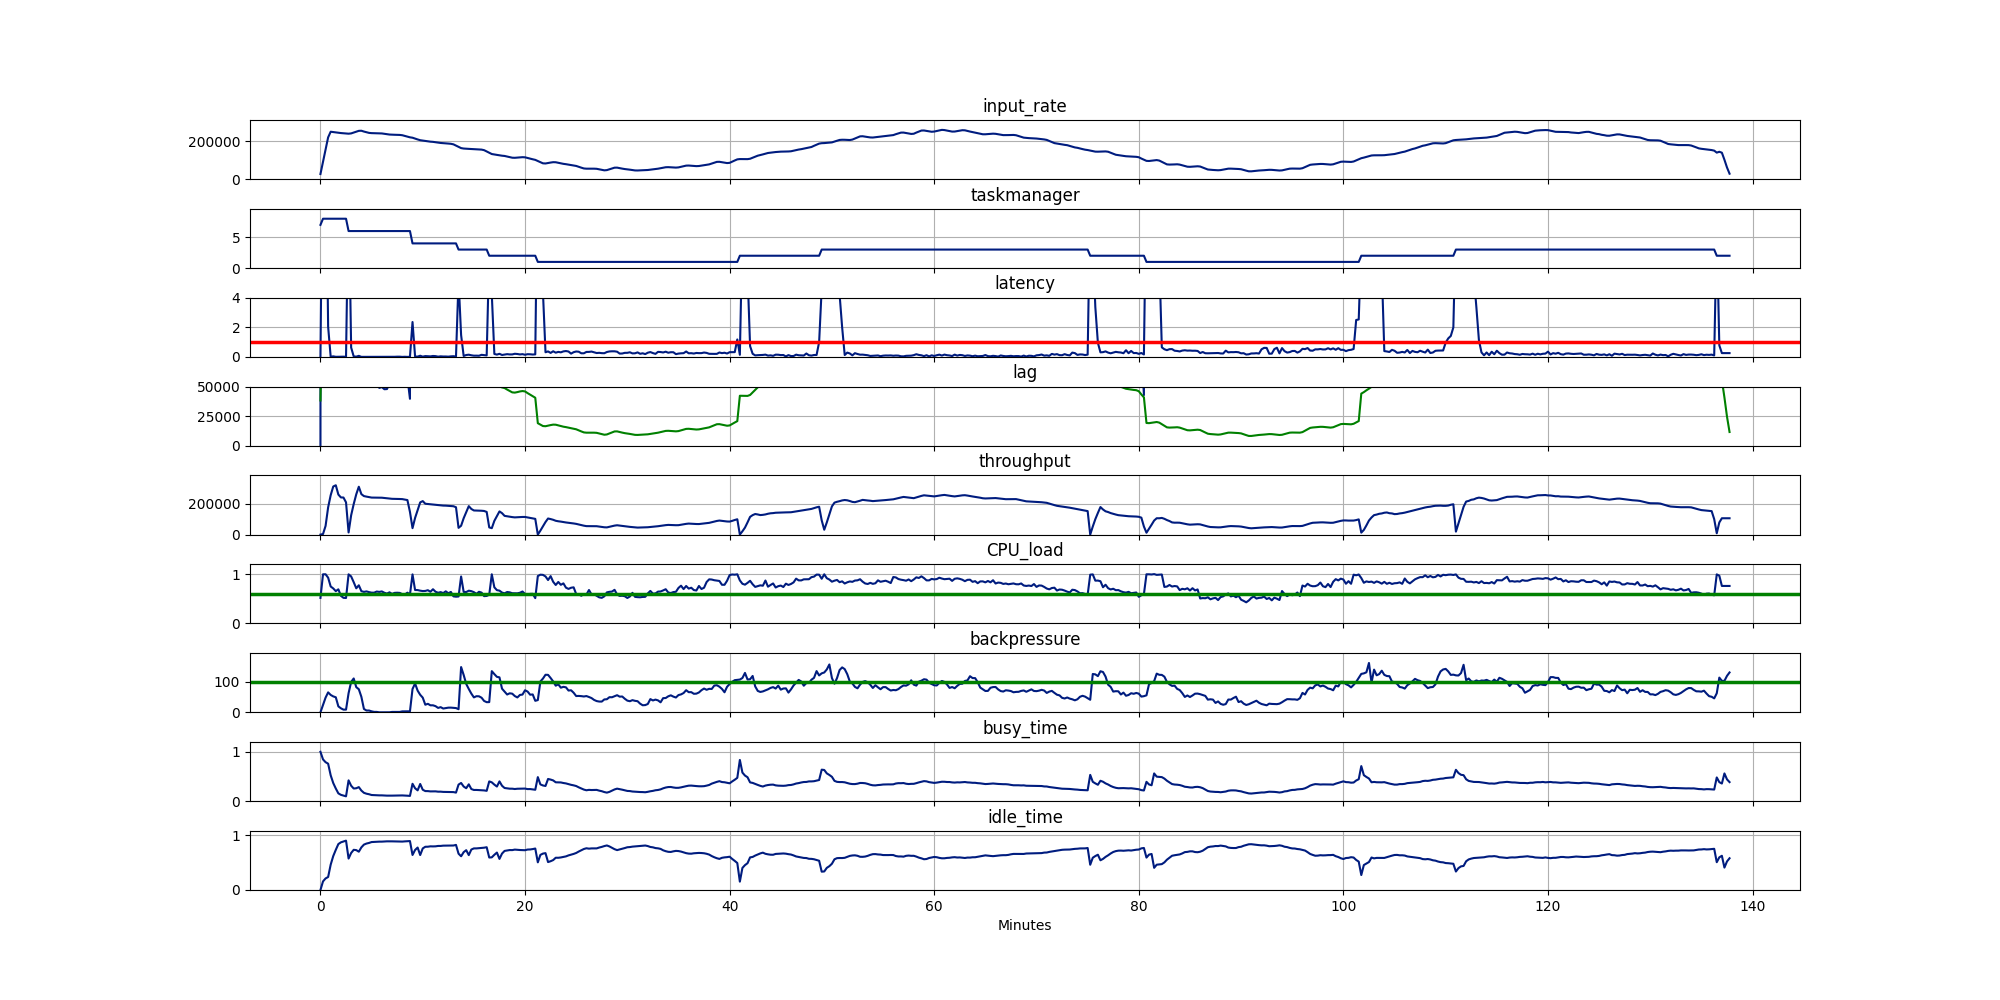 input_rate
200000
0
taskmanager
5
0
latency
4
2
0
lag
50000
25000
0
throughput
200000
0
CPU_load
1
0
backpressure
100
0
busy_time
1
0
idle_time
1
0
0 20 40 60 80 100 120 140
Minutes